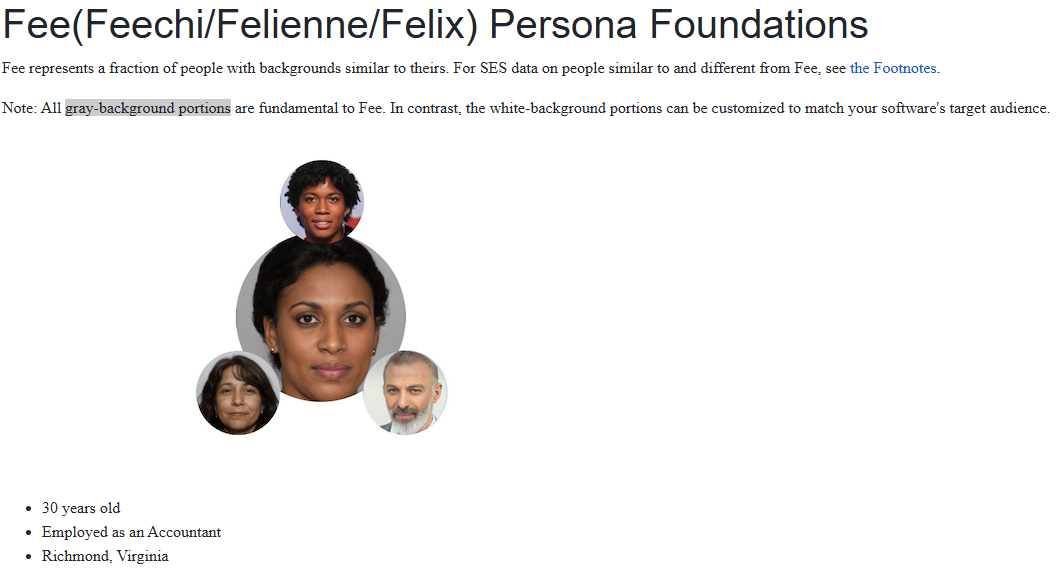 Fee(Feechi/Felienne/Felix) Persona Foundations
Fee represents a fraction of people with backgrounds similar to theirs. For SES data on people similar to and different from Fee, see the Footnotes.
Note: All gray-background portions are fundamental to Fee. In contrast, the white-background portions can be customized to match your software's target audience.
• 30 years old
• Employed as an Accountant
• Richmond, Virginia